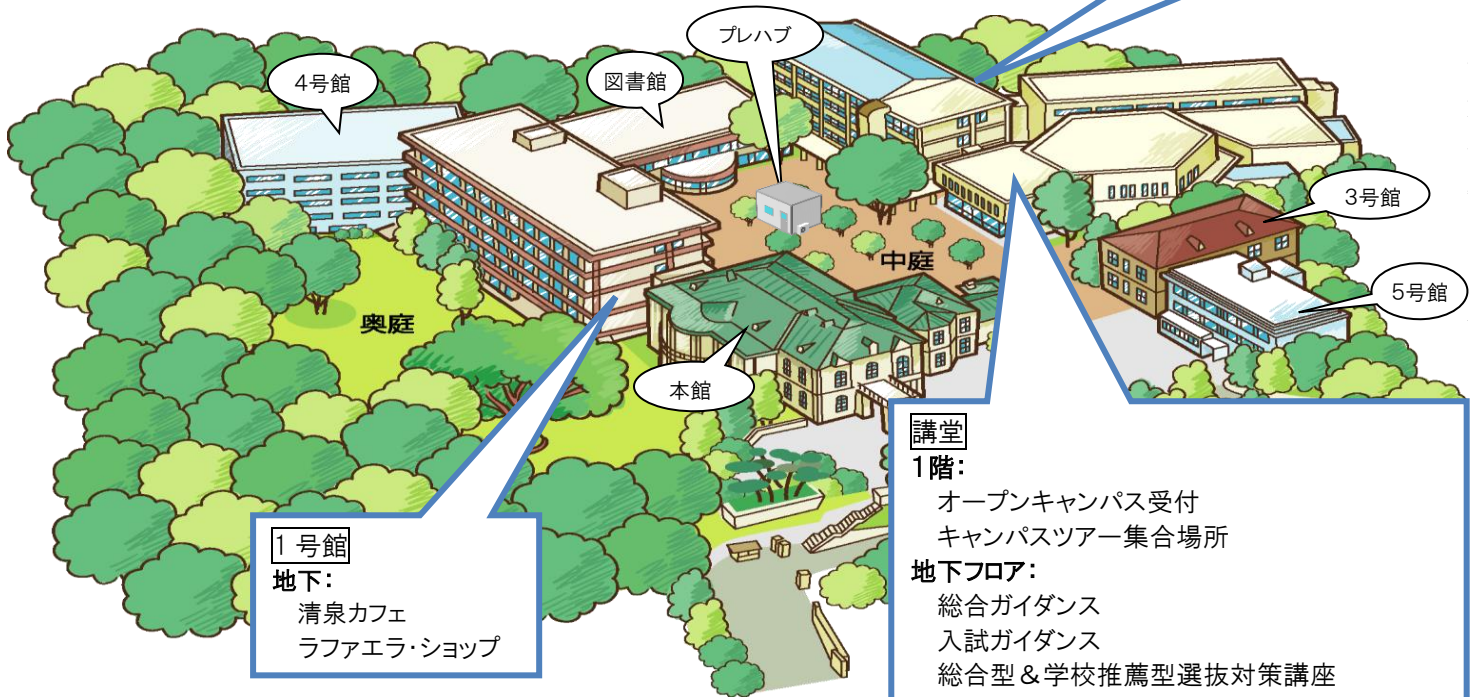 プレハブ
4号館
図書館
3号館
中庭
5号館
奥庭
本館
講堂
1階：
オープンキャンパス受付
キャンパスツアー集合場所
地下フロア：
総合ガイダンス
入試ガイダンス
総合型＆学校推薦型選抜対策講座
1号館
地下：
清泉カフェ
ラファエラ・ショップ